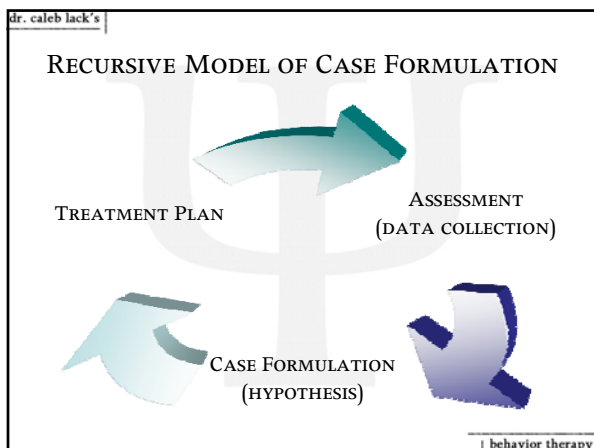 dr. caleb lack's
RECURSIVE MODEL OF CASE FORMULATION
TREATMENT PLAN
ASSESSMENT
(DATA COLLECTION)
CASE FORMULATION
(HYPOTHESIS)
behavior therapy